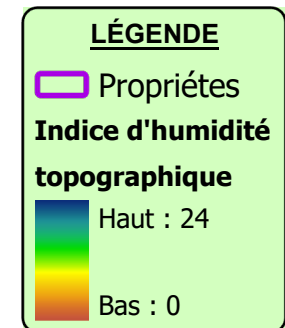 LÉGENDE
Propriétes
Indice d'humidité
topographique
Haut : 24
Bas : 0